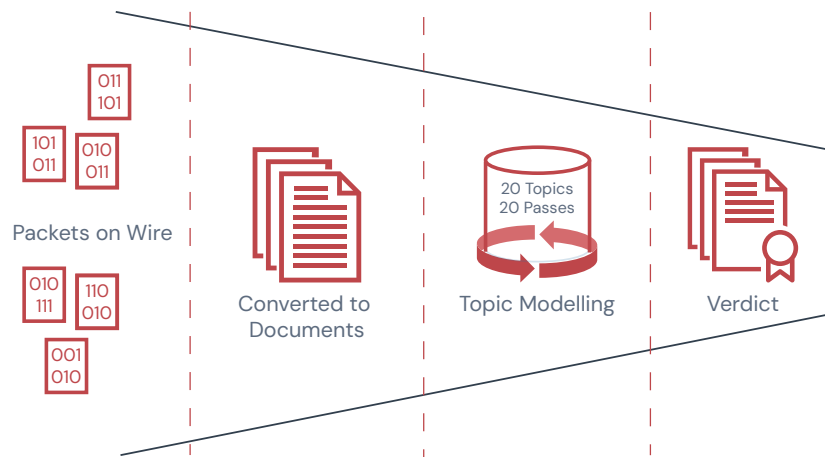 011
101
101
011
010
011
Packets on Wire
010
111
110
010
001
010
Converted to
Documents
20 Topics
20 Passes
Topic Modelling
Verdict